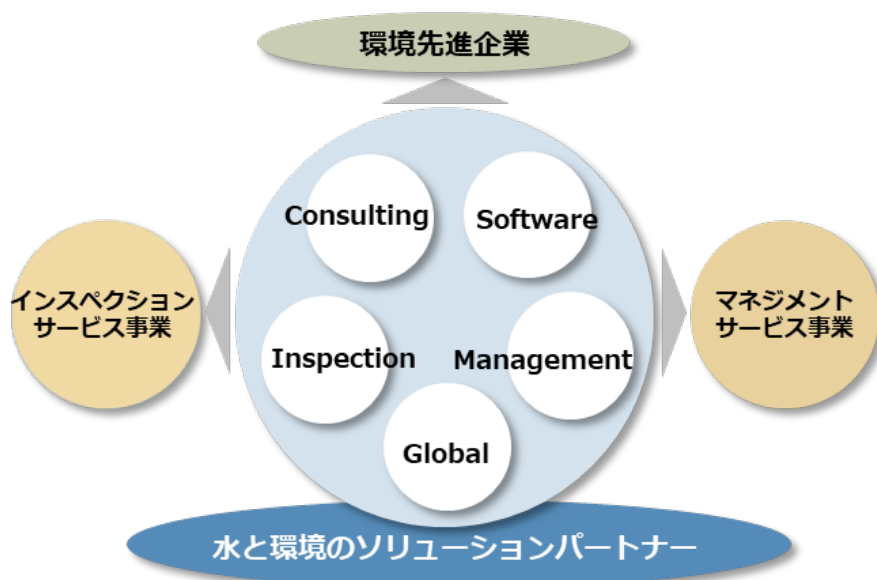 環境先進企業
Consulting
Software
インスペクション
サービス事業
マネジメント
サービス事業
Inspection
Management
Global
水と環境のソリューションパートナー